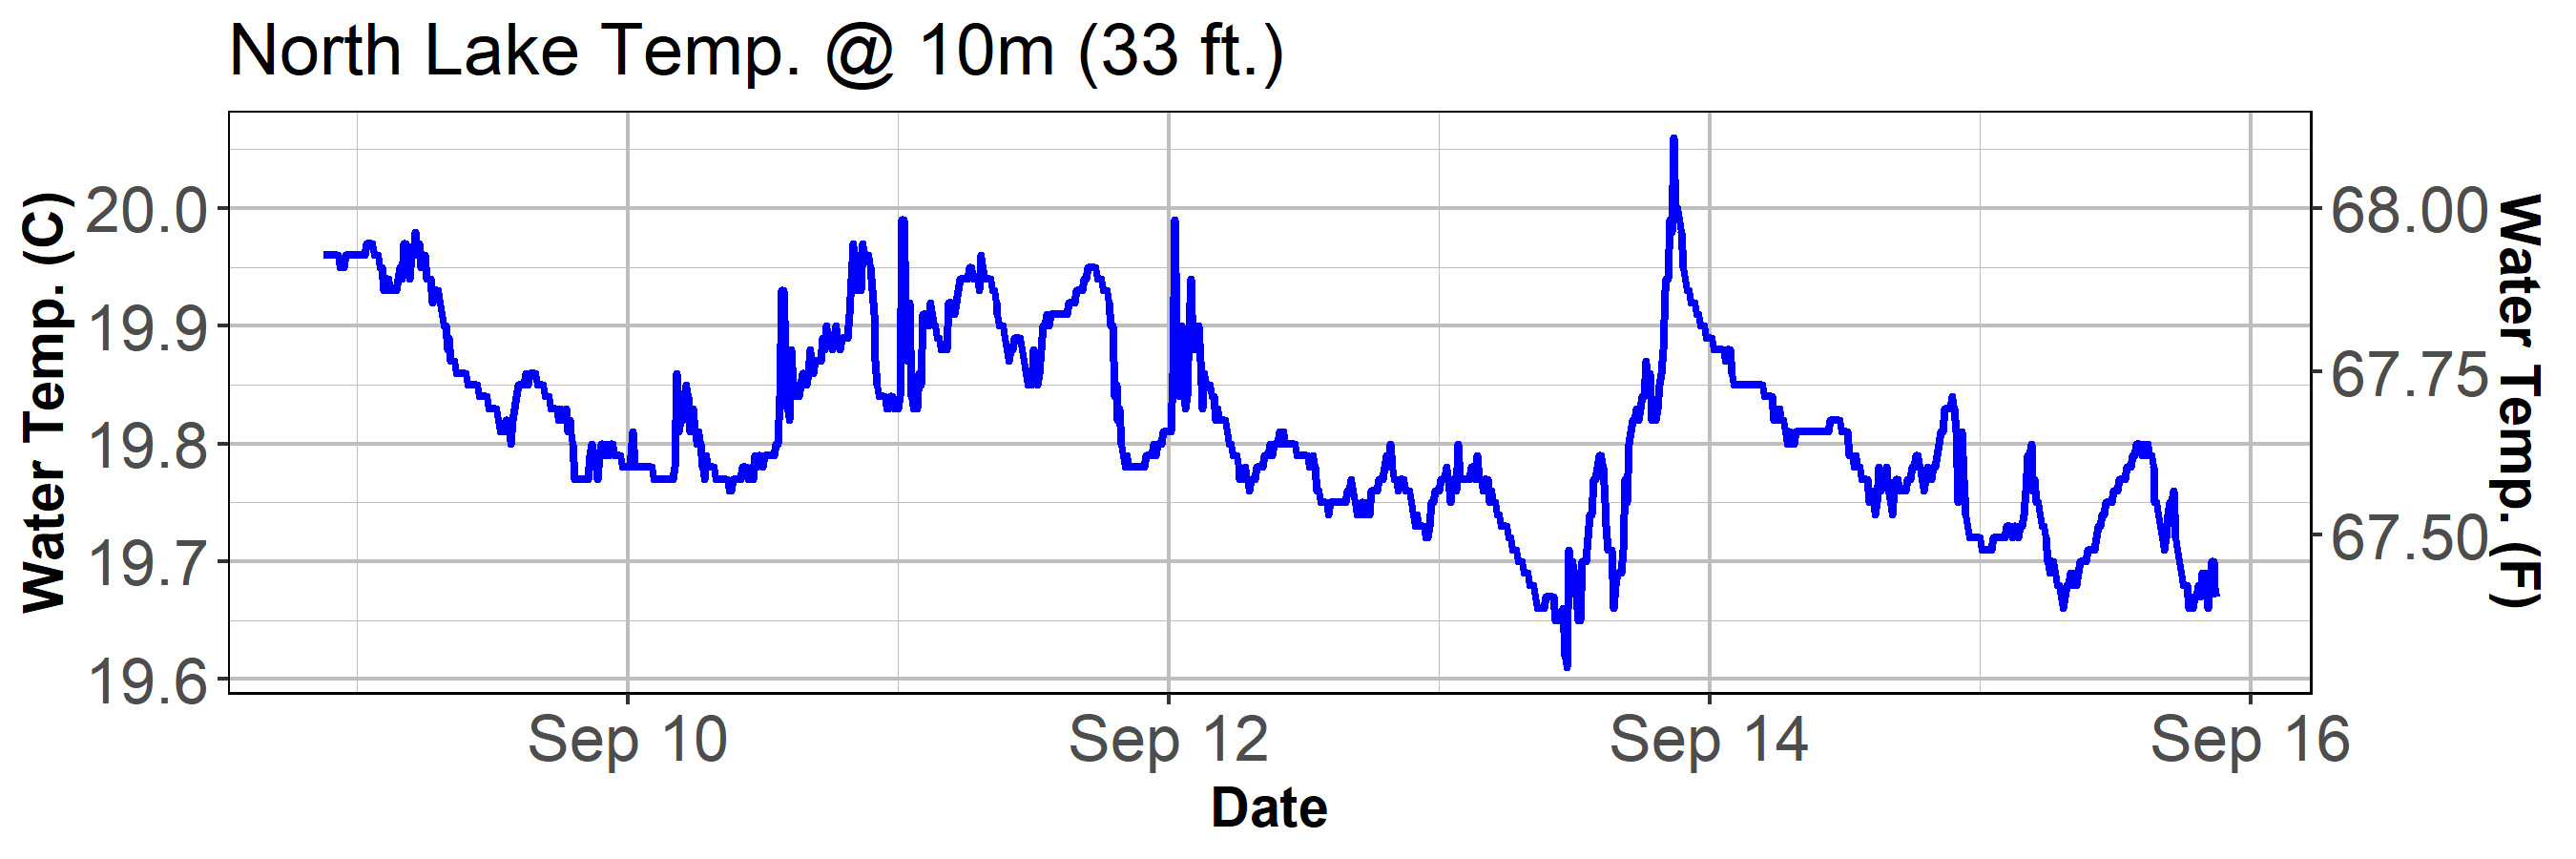 North Lake Temp. @ 10m (33 ft.)
Water Temp. (C)
20.0
19.9
19.8
19.7
19.6
68.00
67.75
67.50
Water Temp. (F)
Sep 10
Sep 12
Sep 14
Sep 16
Date